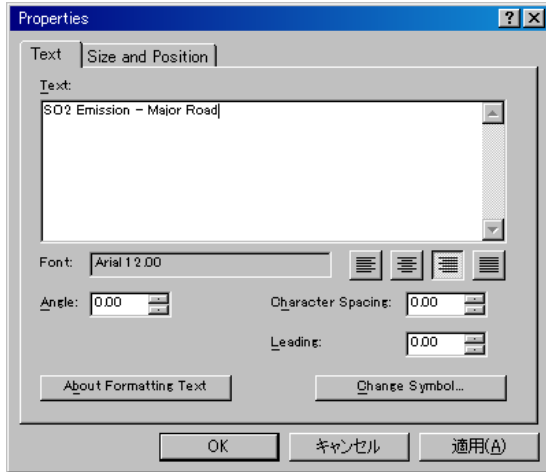 Properties
Text Size and Position
Text:
SO2 Emission - Major Road
Font: Arial 12.00
Angle: 0.00 Character Spacing: 0.00
Leading: 0.00
About Formatting Text Change Symbol...
OK キャンセル 適用(A)